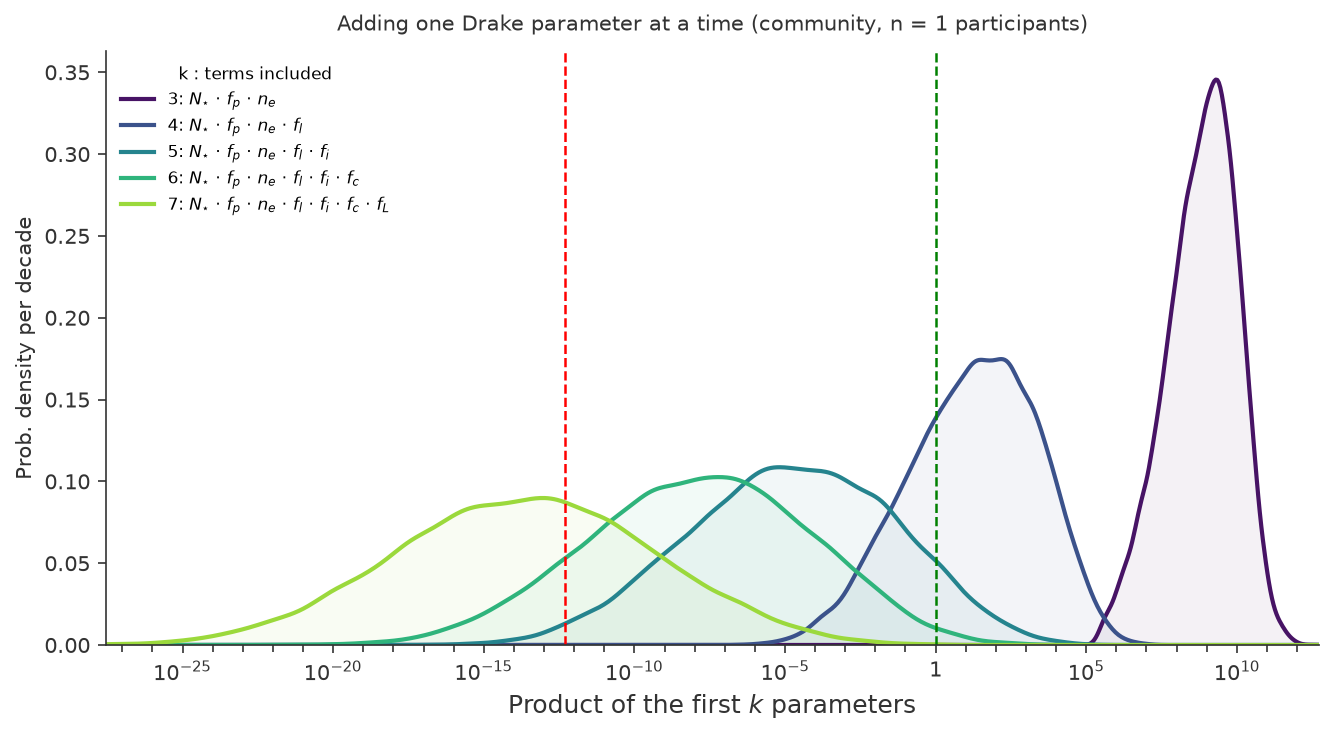 Adding one Drake parameter at a time (community, n = 1 participants)
k : terms included
3: N⋆ · fp · ne
4: N⋆ · fp · ne · fl
5: N⋆ · fp · ne · fl · fi
6: N⋆ · fp · ne · fl · fi · fc
7: N⋆ · fp · ne · fl · fi · fc · fL
Prob. density per decade
0.35
0.30
0.25
0.20
0.15
0.10
0.05
0.00
10⁻²⁵ 10⁻²⁰ 10⁻¹⁵ 10⁻¹⁰ 10⁻⁵ 1 10⁵ 10¹⁰
Product of the first k parameters